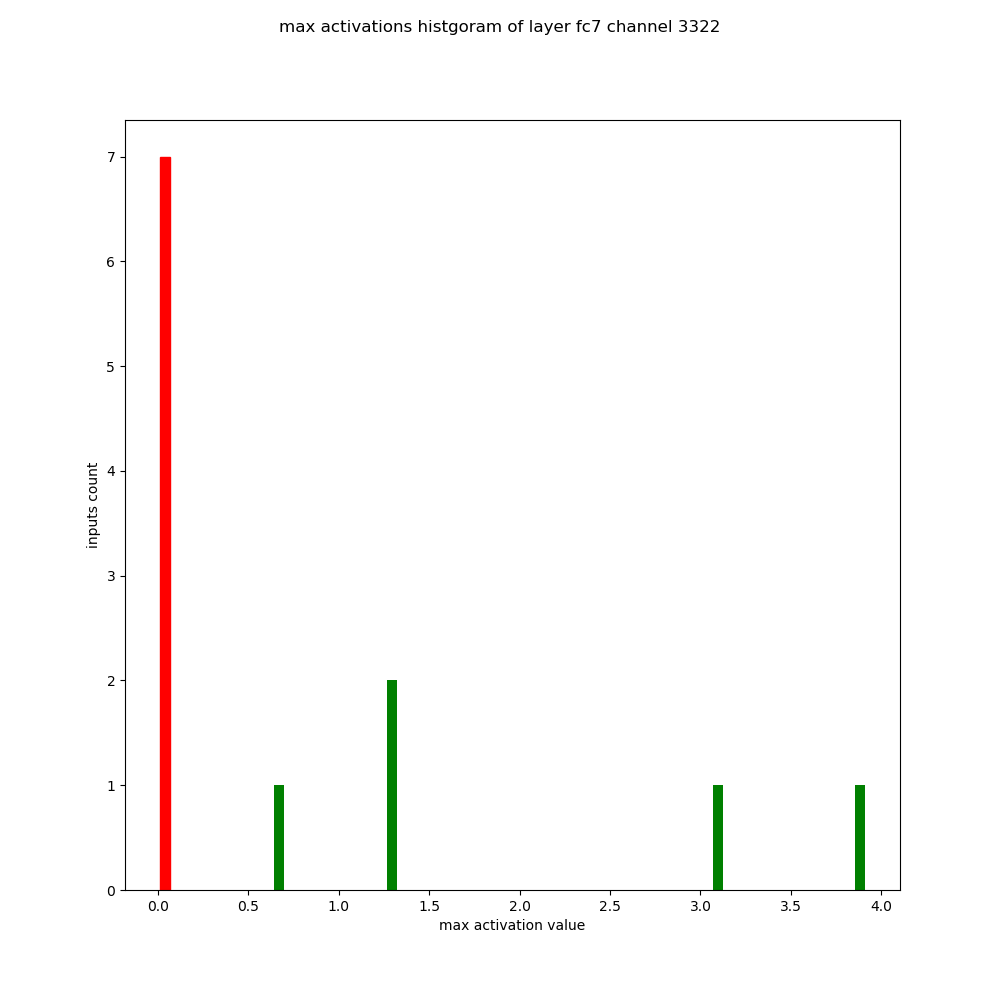 max activations histgoram of layer fc7 channel 3322
7
6
5
4
3
2
1
0
inputs count
0.0 0.5 1.0 1.5 2.0 2.5 3.0 3.5 4.0
max activation value